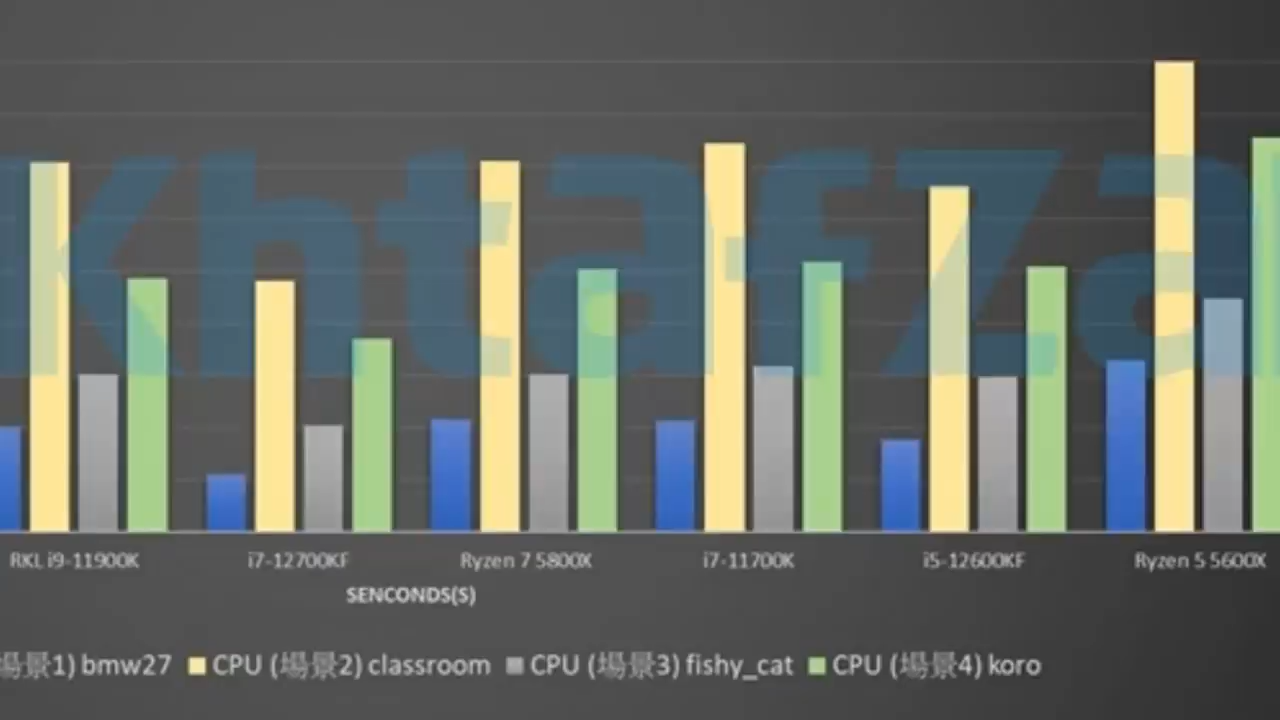 Khtafza
RKL i9-11900K i7-12700KF Ryzen 7 5800X i7-11700K i5-12600KF Ryzen 5 5600X
SENCONDS(S)
場景1) bmw27 CPU (場景2) classroom CPU (場景3) fishy_cat CPU (場景4) koro